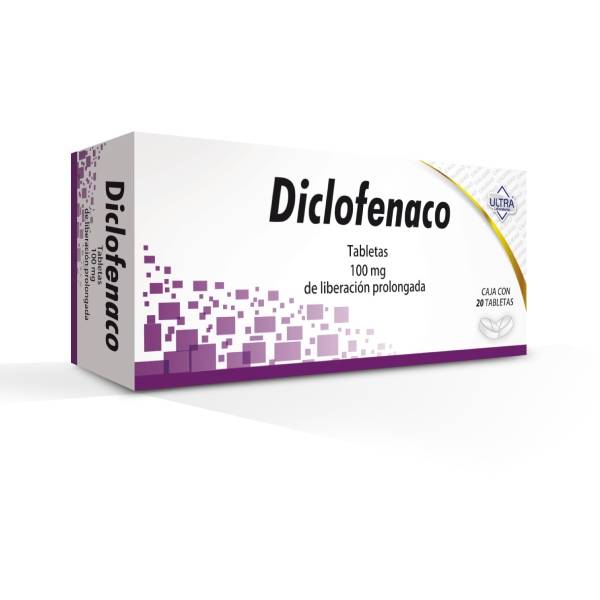 Diclofenaco
Tabletas
100 mg
de liberación prolongada
ULTRA
CAJA CON
20 TABLETAS
Diclofenaco
Tabletas
100 mg
de liberación prolongada